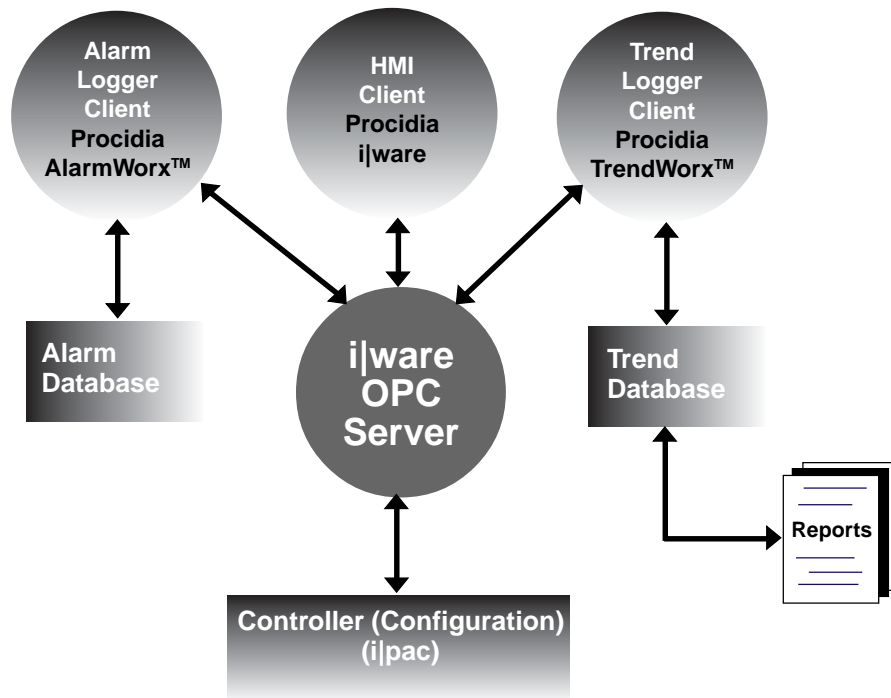 Alarm
Logger
Client
Procidia
AlarmWorx™
HMI
Client
Procidia
i|ware
Trend
Logger
Client
Procidia
TrendWorx™
Alarm
Database
i|ware
OPC
Server
Trend
Database
Reports
Controller (Configuration)
(i|pac)